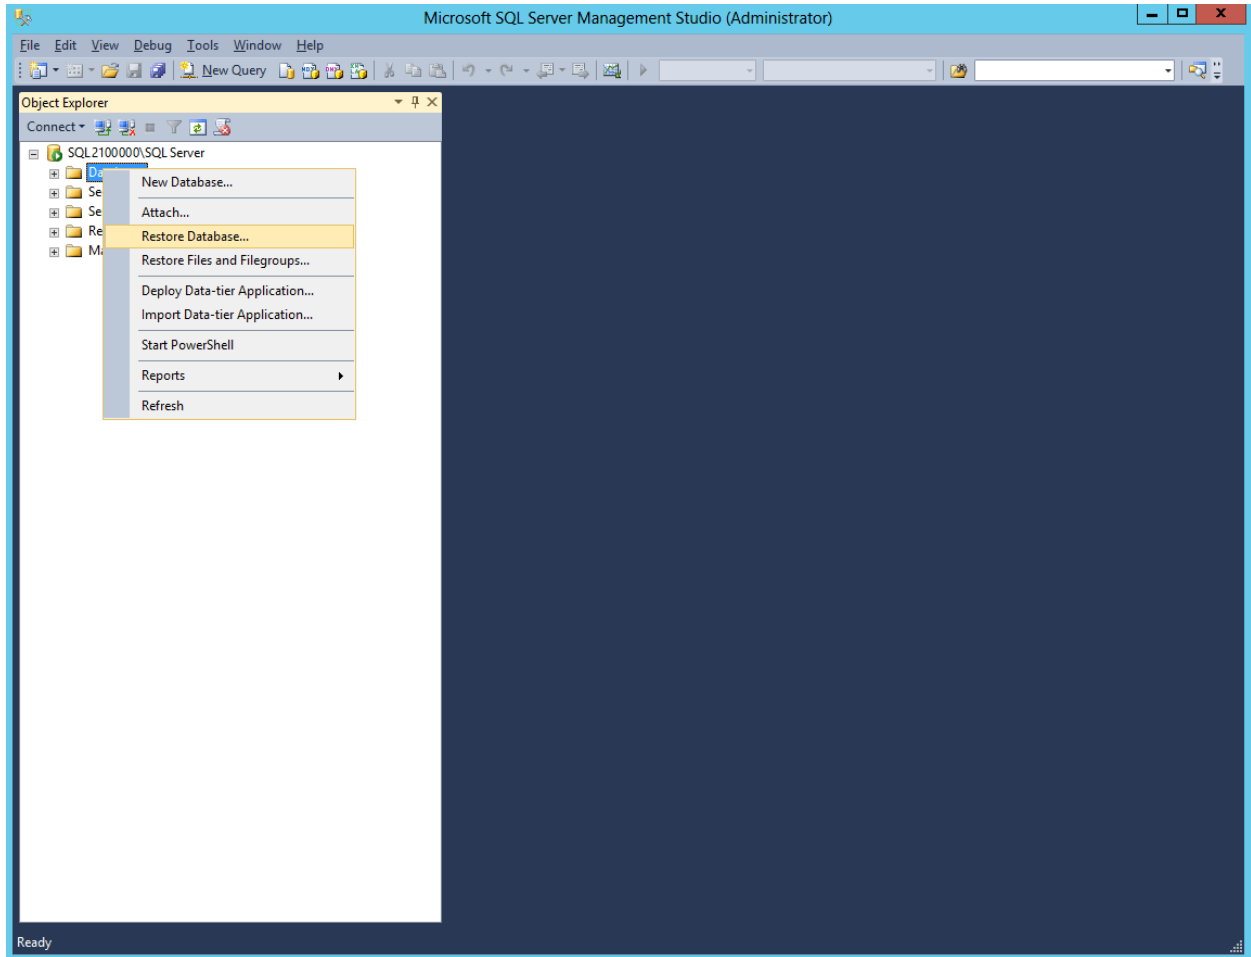 Microsoft SQL Server Management Studio (Administrator)
File Edit View Debug Tools Window Help
New Query
Object Explorer
Connect
SQL2100000\SQL Server
New Database...
Attach...
Restore Database...
Restore Files and Filegroups...
Deploy Data-tier Application...
Import Data-tier Application...
Start PowerShell
Reports
Refresh
Ready